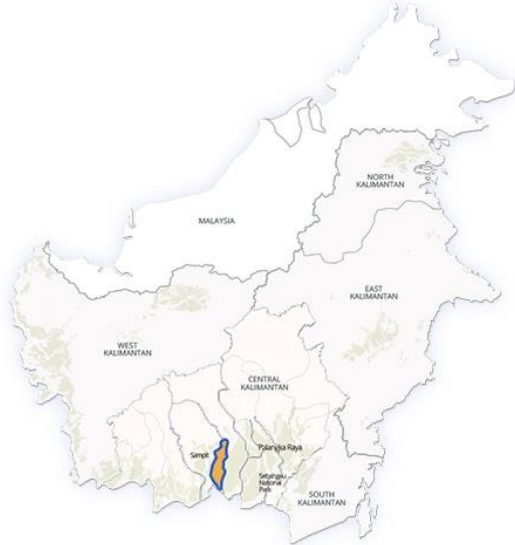 NORTH
KALIMANTAN
MALAYSIA
EAST
KALIMANTAN
WEST
KALIMANTAN
CENTRAL
KALIMANTAN
Palangka Raya
Sampit
Sebangau
National
Park
SOUTH
KALIMANTAN